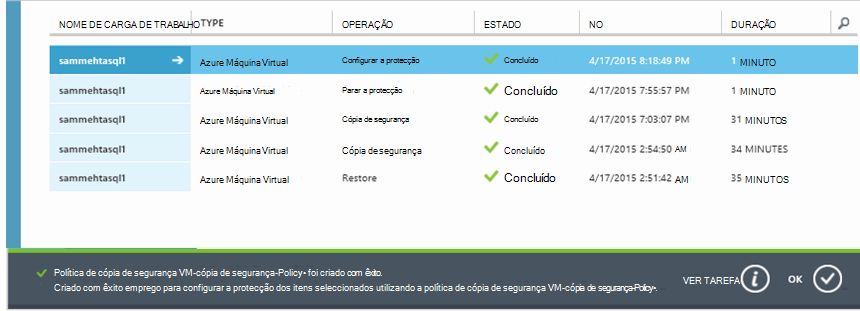 NOME DE CARGA DE TRABALHO TYPE OPERAÇÃO ESTADO NO DURAÇÃO
sammehtasql1 Azure Máquina Virtual Configurar a protecção Concluído 4/17/2015 8:18:49 PM 1 MINUTO
sammehtasql1 Azure Máquina Virtual Parar a protecção Concluído 4/17/2015 7:55:57 PM 1 MINUTO
sammehtasql1 Azure Máquina Virtual Cópia de segurança Concluído 4/17/2015 7:03:07 PM 31 MINUTOS
sammehtasql1 Azure Máquina Virtual Cópia de segurança Concluído 4/17/2015 2:54:50 AM 34 MINUTES
sammehtasql1 Azure Máquina Virtual Restore Concluído 4/17/2015 2:51:42 AM 35 MINUTOS
Política de cópia de segurança VM-cópia de segurança-Policy- foi criado com êxito.
VER TAREFA OK
Criado com êxito emprego para configurar a protecção dos itens seleccionados utilizando a política de cópia de segurança VM-cópia de segurança-Policy-.